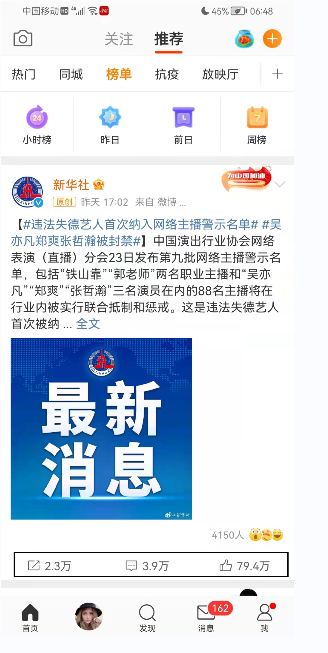 中国移动 HD 4G 45% 06:48
关注 推荐
热门 同城 榜单 抗疫 放映厅
24
小时榜 昨日 前日 周榜
新华社
为中国加油
原创 昨天 17:02 来自 微博 ...
【#违法失德艺人首次纳入网络主播警示名单# #吴
亦凡郑爽张哲瀚被封禁#】中国演出行业协会网络
表演（直播）分会23日发布第九批网络主播警示名
单，包括“铁山靠”“郭老师”两名职业主播和“吴亦
凡”“郑爽”“张哲瀚”三名演员在内的88名主播将在
行业内被实行联合抵制和惩戒。这是违法失德艺人
首次被纳 ... 全文
最新
消息
4150人
2.3万 3.9万 79.4万
162
首页 发现 消息 我